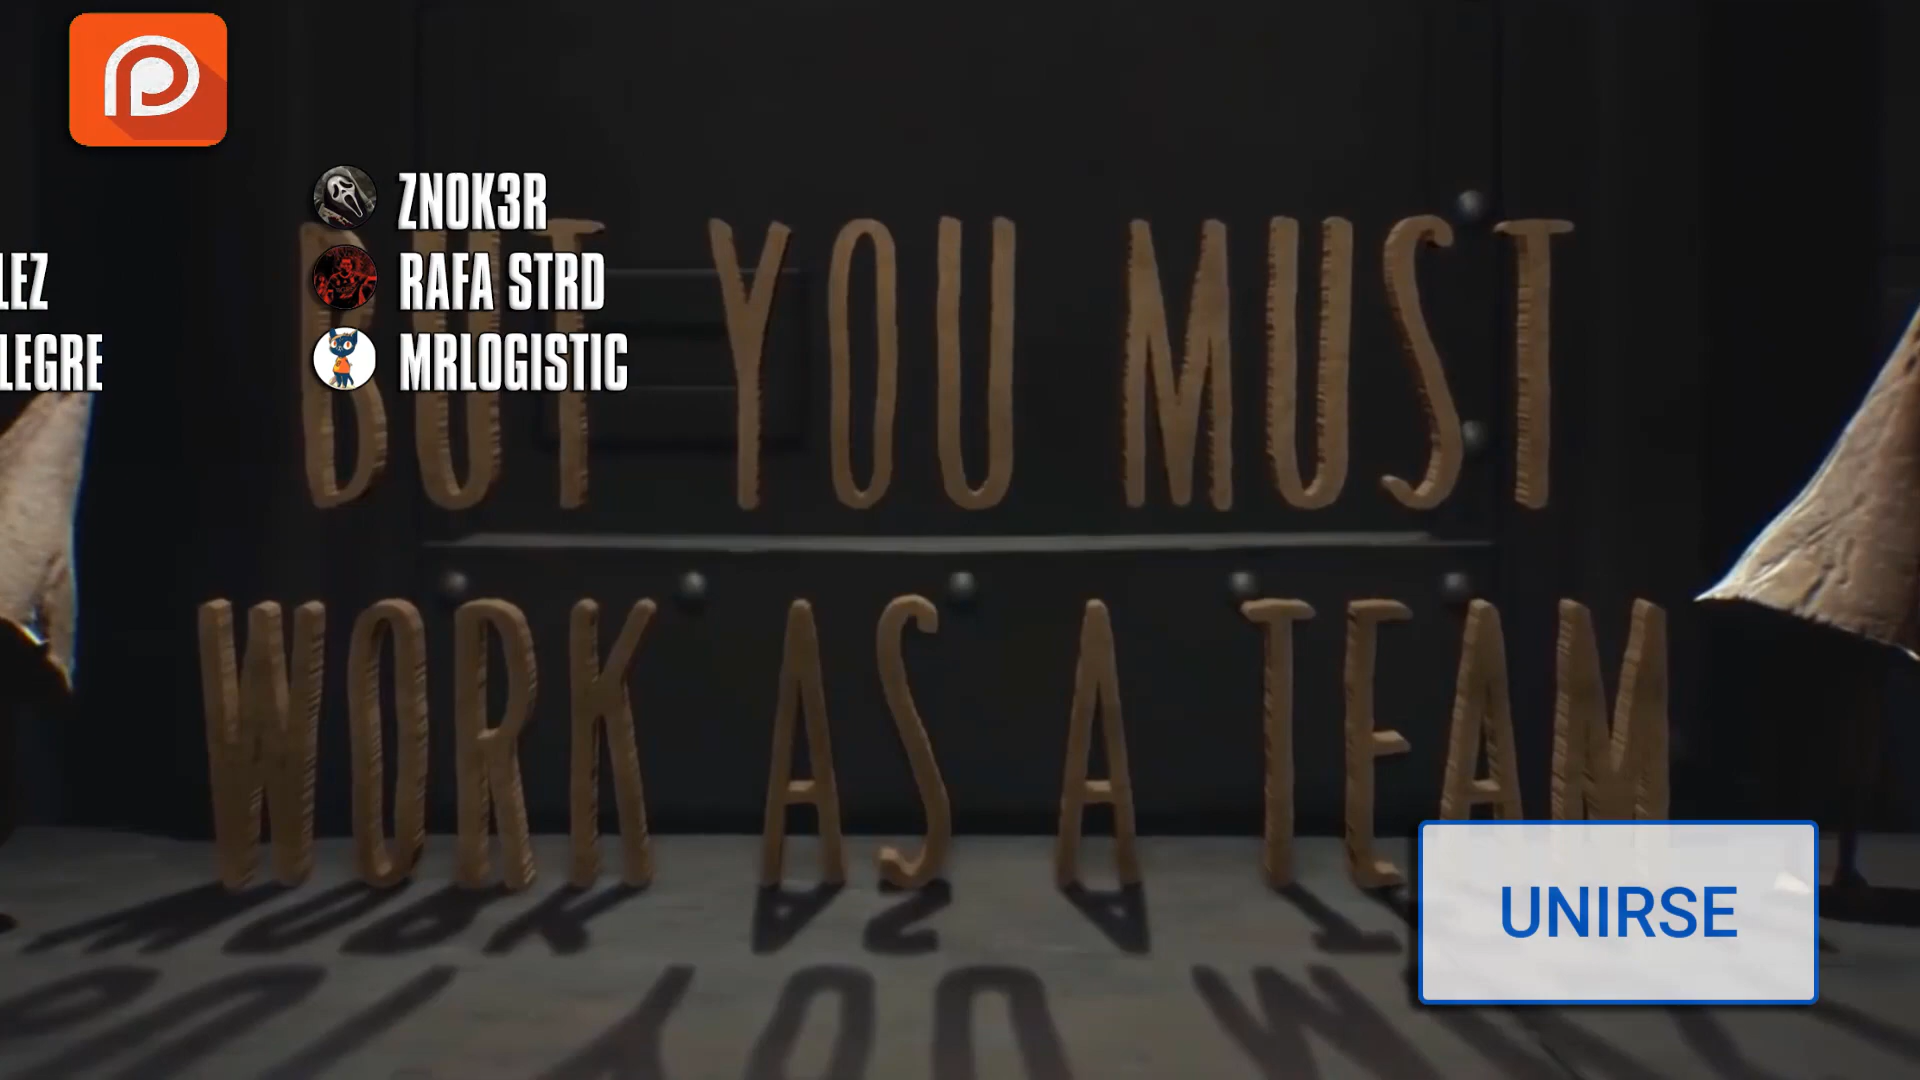 ZNOK3R
LEZ
RAFA STRD
LEGRE
MRLOGISTIC
BUT YOU MUST
WORK AS A TEAM
UNIRSE